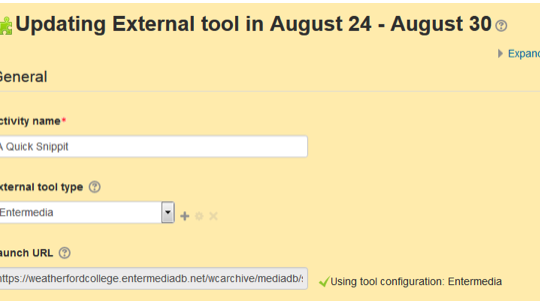 Updating External tool in August 24 - August 30
Expand
General
ctivity name*
A Quick Snippit
xternal tool type
Entermedia
aunch URL
https://weatherfordcollege.entermediadb.net/wcarchive/mediadb/
Using tool configuration: Entermedia